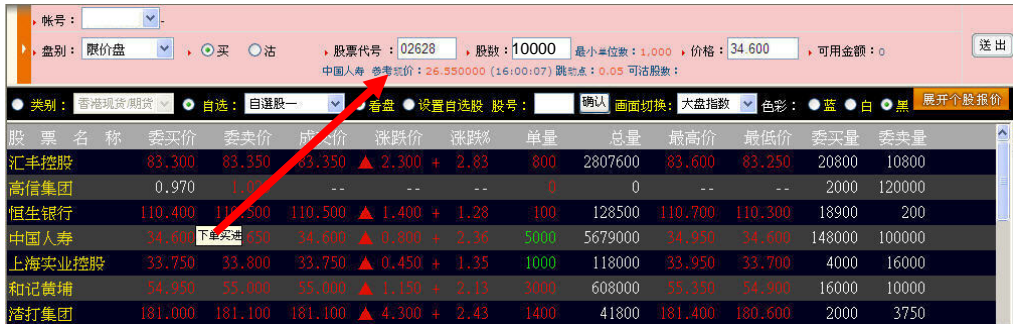 帐号： -
盘别： 限价盘 ， 买 沽 股票代号 ：02628 股数：10000 最小单位数：1,000 价格：34.600 可用金额：0 送出
中国人寿 参考现价：26.550000 (16:00:07) 跳动点：0.05 可沽股数：
类别： 香港现货/期货 自选： 自選股一 看盘 设置自选股 股号： 确认 画面切换： 大盘指数 色彩： 蓝 白 黑 展开个股报价
股 票 名 称 委买价 委卖价 成交价 涨跌价 涨跌% 单量 总量 最高价 最低价 委买量 委卖量
汇丰控股 83.300 83.350 83.350 ▲ 2.300 + 2.83 800 2807600 83.600 83.250 20800 10800
高信集团 0.970 -- -- -- 0 0 -- -- 2000 120000
恒生银行 110.400 110.500 110.500 ▲ 1.400 + 1.28 100 128500 110.700 110.300 18900 200
中国人寿 34.600 下单买进 650 34.600 ▲ 0.800 + 2.36 5000 5679000 34.950 34.600 148000 100000
上海实业控股 33.750 33.800 33.750 ▲ 0.450 + 1.35 1000 118000 33.950 33.700 4000 16000
和记黄埔 54.950 55.000 55.000 ▲ 1.150 + 2.13 3000 608000 55.350 54.900 16000 10000
渣打集团 181.000 181.100 181.100 ▲ 4.300 + 2.43 1400 41800 181.400 180.600 2000 3750